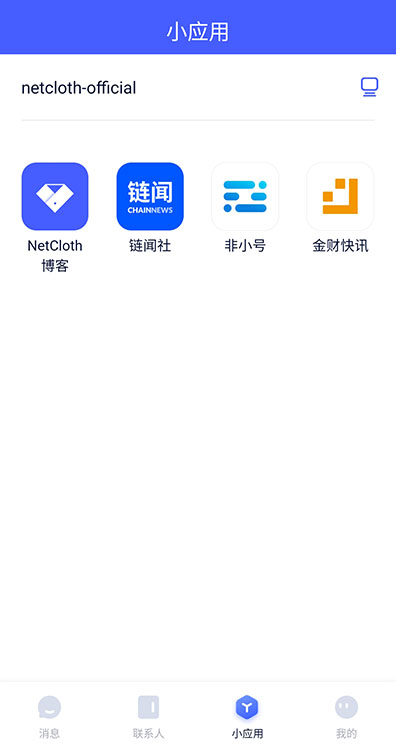 小应用
netcloth-official
链闻
CHAINNEWS
NetCloth
博客
链闻社
非小号
金财快讯
消息
联系人
小应用
我的